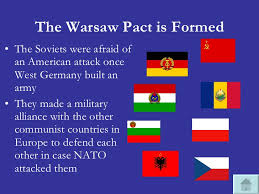 The Warsaw Pact is Formed
• The Soviets were afraid of
an American attack once
West Germany built an
army
• They made a military
alliance with the other
communist countries in
Europe to defend each
other in case NATO
attacked them